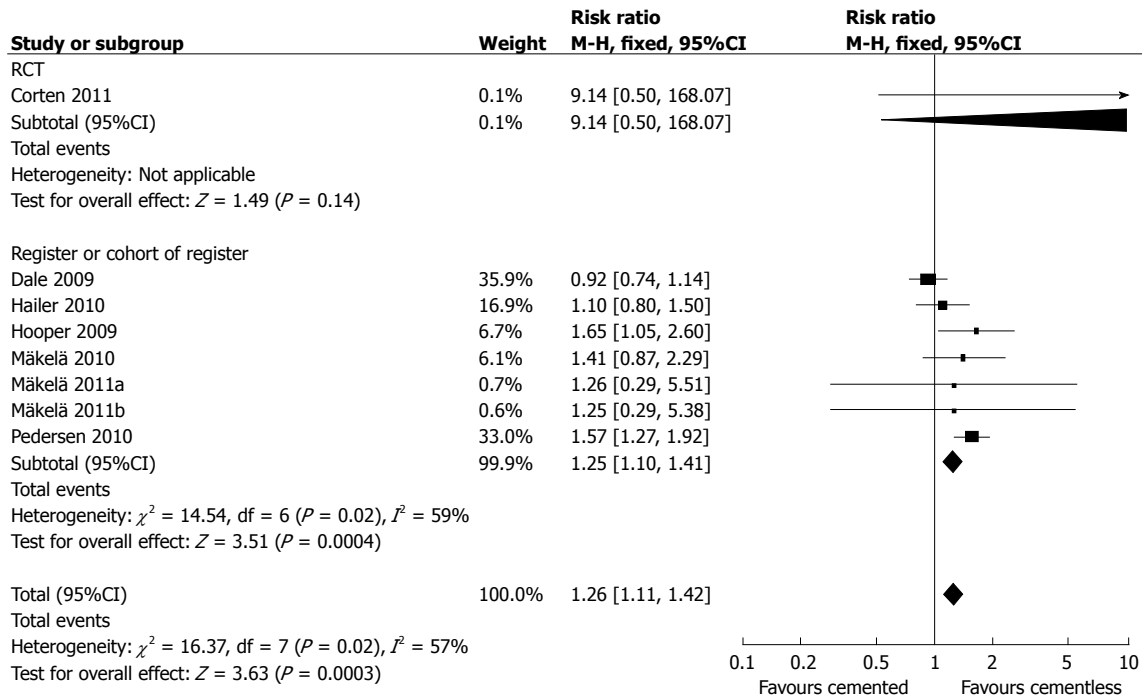 Risk ratio Risk ratio
Study or subgroup Weight M-H, fixed, 95%CI M-H, fixed, 95%CI
RCT
Corten 2011 0.1% 9.14 [0.50, 168.07]
Subtotal (95%CI) 0.1% 9.14 [0.50, 168.07]
Total events
Heterogeneity: Not applicable
Test for overall effect: Z = 1.49 (P = 0.14)
Register or cohort of register
Dale 2009 35.9% 0.92 [0.74, 1.14]
Hailer 2010 16.9% 1.10 [0.80, 1.50]
Hooper 2009 6.7% 1.65 [1.05, 2.60]
Mäkelä 2010 6.1% 1.41 [0.87, 2.29]
Mäkelä 2011a 0.7% 1.26 [0.29, 5.51]
Mäkelä 2011b 0.6% 1.25 [0.29, 5.38]
Pedersen 2010 33.0% 1.57 [1.27, 1.92]
Subtotal (95%CI) 99.9% 1.25 [1.10, 1.41]
Total events
Heterogeneity: χ² = 14.54, df = 6 (P = 0.02), I² = 59%
Test for overall effect: Z = 3.51 (P = 0.0004)
Total (95%CI) 100.0% 1.26 [1.11, 1.42]
Total events
Heterogeneity: χ² = 16.37, df = 7 (P = 0.02), I² = 57%
Test for overall effect: Z = 3.63 (P = 0.0003)
0.1 0.2 0.5 1 2 5 10
Favours cemented Favours cementless